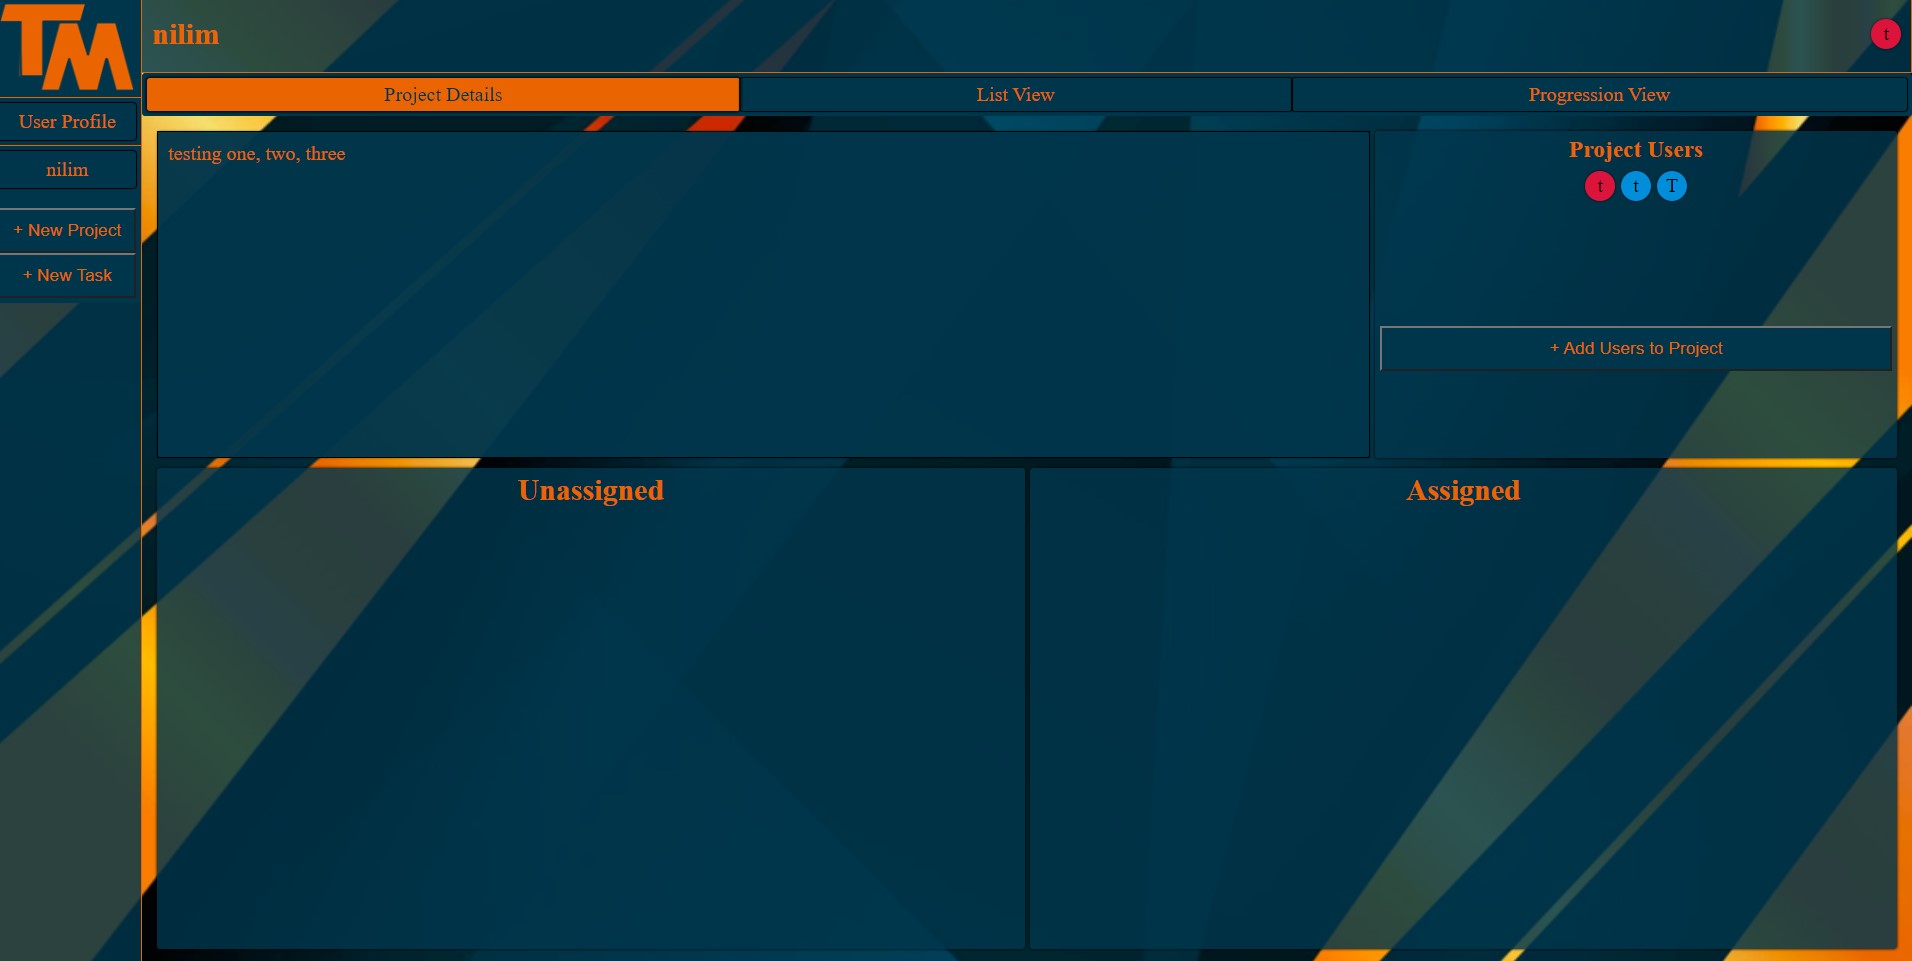 TM
nilim
t
Project Details
List View
Progression View
User Profile
nilim
+ New Project
+ New Task
testing one, two, three
Project Users
t t T
+ Add Users to Project
Unassigned
Assigned